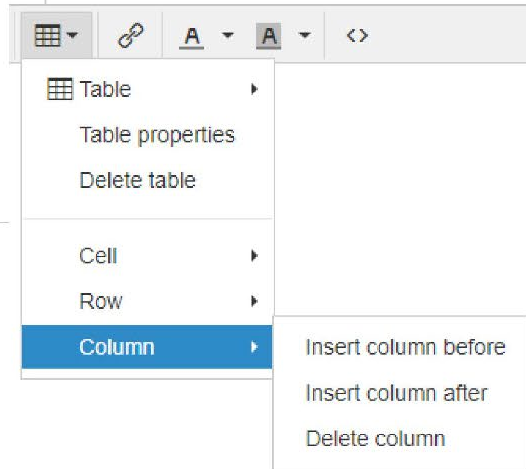 A A <>
Table
Table properties
Delete table
Cell
Row
Column
Insert column before
Insert column after
Delete column